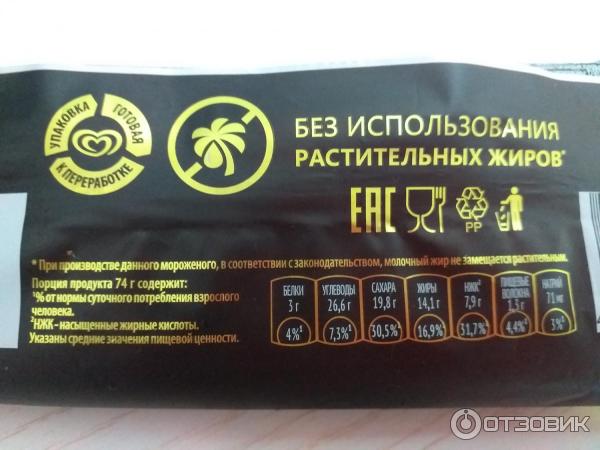 УПАКОВКА
ГОТОВАЯ
К ПЕРЕРАБОТКЕ
БЕЗ ИСПОЛЬЗОВАНИЯ
РАСТИТЕЛЬНЫХ ЖИРОВ*
EAC
PP
* При производстве данного мороженого, в соответствии с законодательством, молочный жир не замещается растительным.
Порция продукта 74 г содержит:
¹% от нормы суточного потребления взрослого
человека.
²НЖК - насыщенные жирные кислоты.
Указаны средние значения пищевой ценности.
БЕЛКИ
3 г
4%¹
УГЛЕВОДЫ
26,6 г
7,3%¹
САХАРА
19,8 г
30,5%¹
ЖИРЫ
14,1 г
16,9%¹
НЖК²
7,9 г
31,7%¹
ПИЩЕВЫЕ
ВОЛОКНА
1,3 г
4,4%¹
НАТРИЙ
71 мг
3%¹
ОТЗОВИК